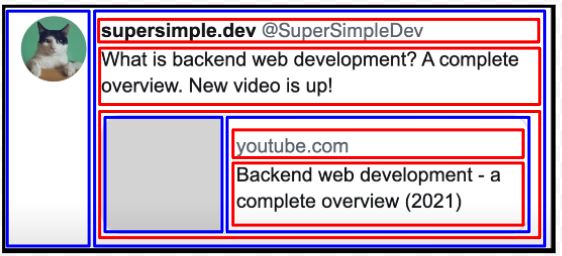 supersimple.dev @SuperSimpleDev
What is backend web development? A complete
overview. New video is up!
youtube.com
Backend web development - a
complete overview (2021)